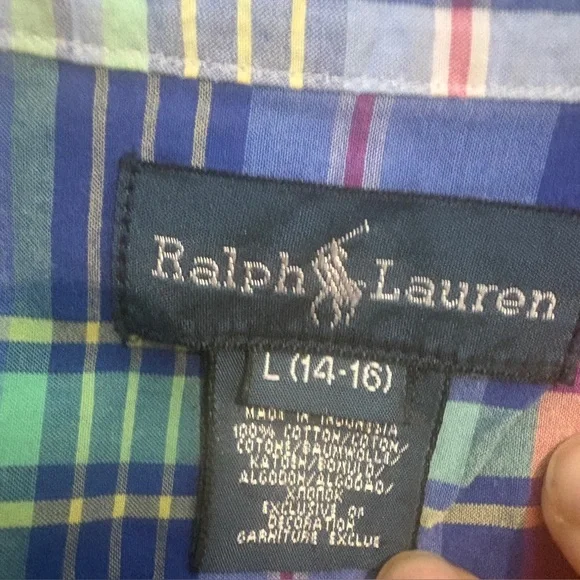 Ralph Lauren
L (14-16)
MADE IN INDONESIA
100% COTTON/COTON/
COTONE/BAUMWOLLE/
KATOEN/BOMULD/
ALGODON/ALGODAO/
EXCLUSIVE OF
DECORATION
GARNITURE EXCLUE